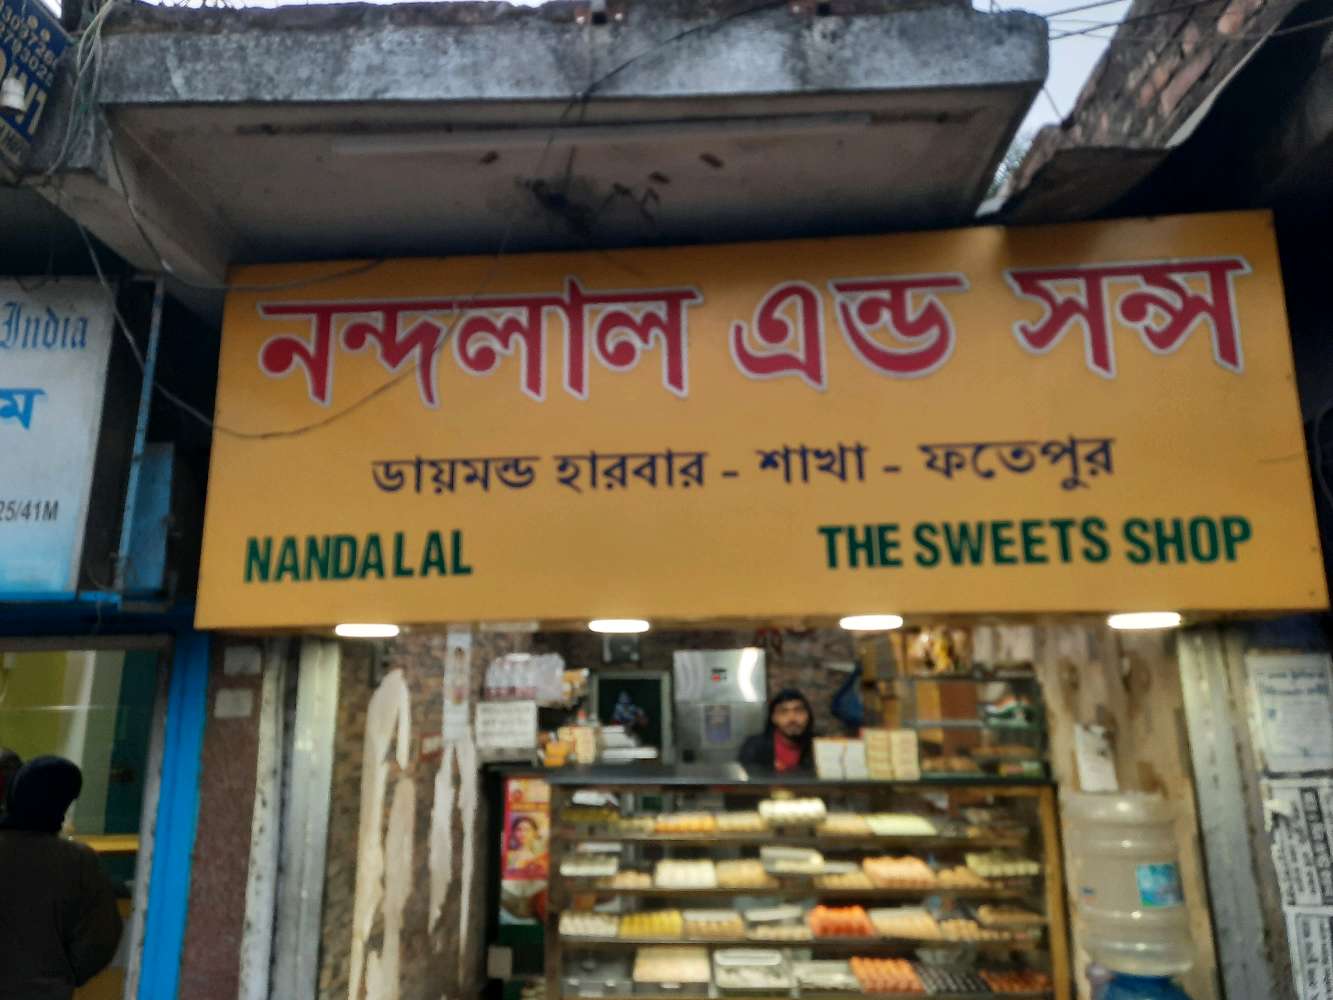 নন্দলাল এন্ড সন্স
ডায়মন্ড হারবার - শাখা - ফতেপুর
NANDALAL THE SWEETS SHOP
India
ম
25/41M